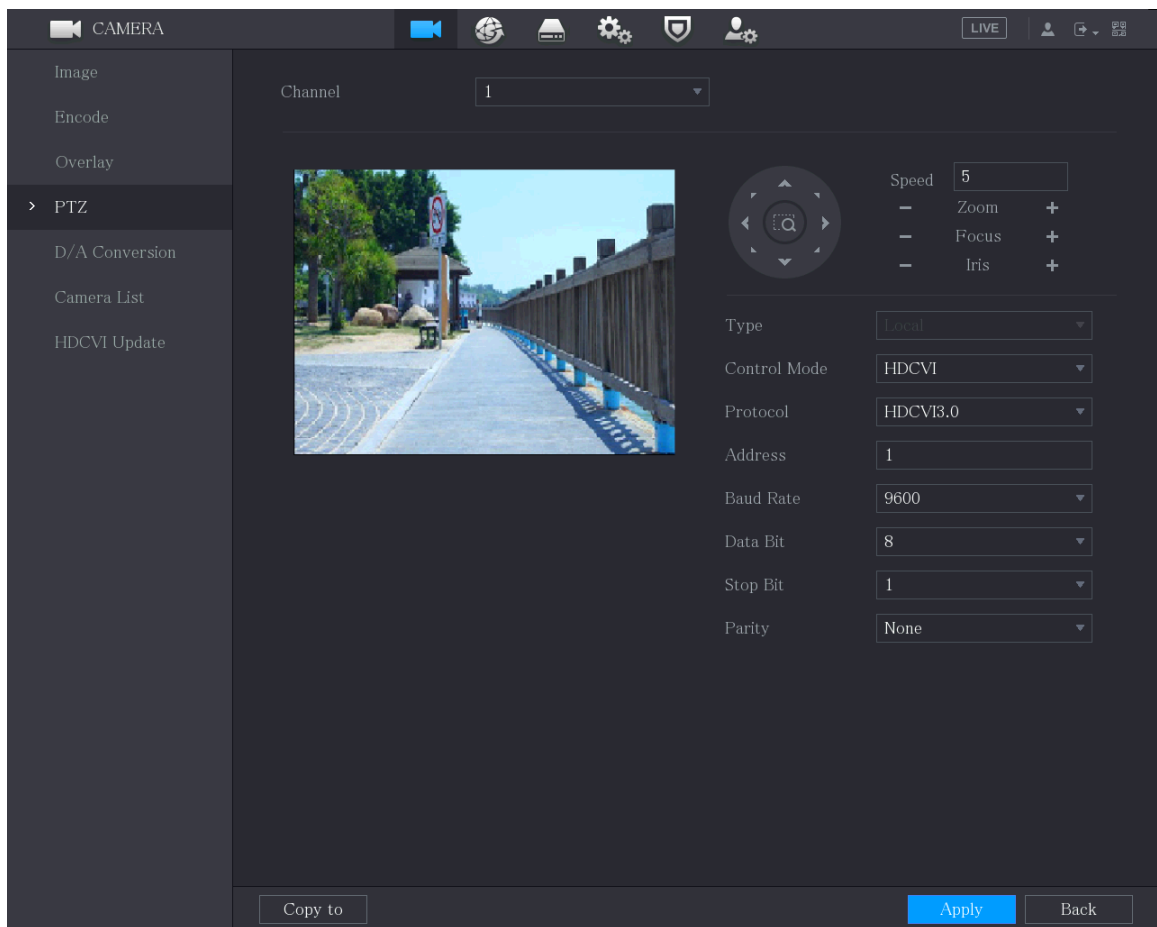 CAMERA
LIVE
Image
Encode
Overlay
PTZ
D/A Conversion
Camera List
HDCVI Update
Channel 1
Speed 5
Zoom
Focus
Iris
Type Local
Control Mode HDCVI
Protocol HDCVI3.0
Address 1
Baud Rate 9600
Data Bit 8
Stop Bit 1
Parity None
Copy to Apply Back